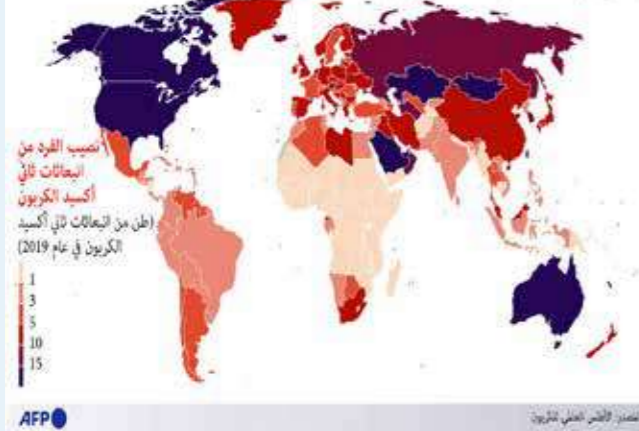 نصيب الفرد من
انبعاثات ثاني
أكسيد الكربون
(طن من انبعاثات ثاني أكسيد
الكربون في عام 2019)
1
3
5
10
15
AFP
المصدر: الأطلس العالمي للكربون